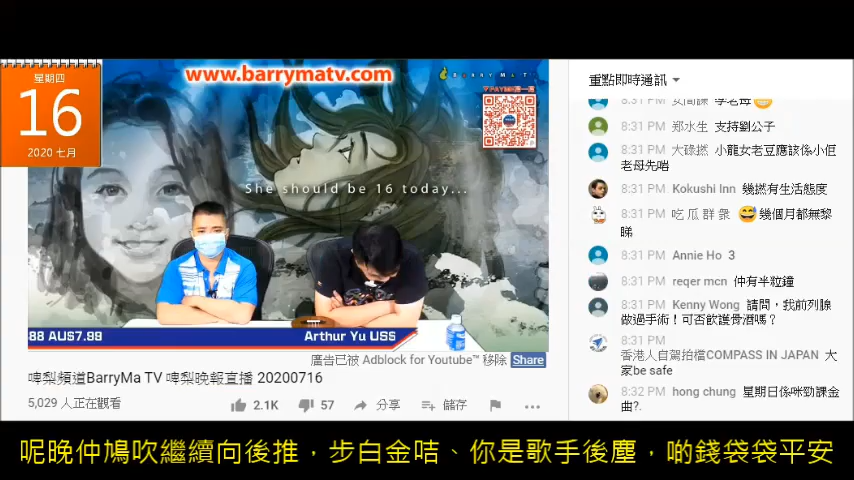 www.barrymatv.com
BARRY MA TV
星期四
16
2020 七月
She should be 16 today...
88 AU$7.98
Arthur Yu US$
廣告已被 Adblock for Youtube™ 移除 Share
啤梨頻道BarryMa TV 啤梨晚報直播 20200716
5,029 人正在觀看
2.1K
57
分享
儲存
重點即時通訊
8:31 PM 郑水生 支持劉公子
8:31 PM 大碌撚 小龍女老豆應該係小佢
老母先啱
8:31 PM Kokushi Inn 幾撚有生活態度
8:31 PM 吃瓜群衆 😅幾個月都無黎
睇
8:31 PM Annie Ho 3
8:31 PM reqer mcn 仲有半粒鐘
8:31 PM Kenny Wong 請問，我前列腺
做過手術！可否飲護骨酒嗎？
8:31 PM
香港人自駕抬檔COMPASS IN JAPAN 大
家be safe
8:32 PM hong chung 星期日係咪勁課金
曲?.
呢晚仲鳩吹繼續向後推，步白金咭、你是歌手後塵，啲錢袋袋平安